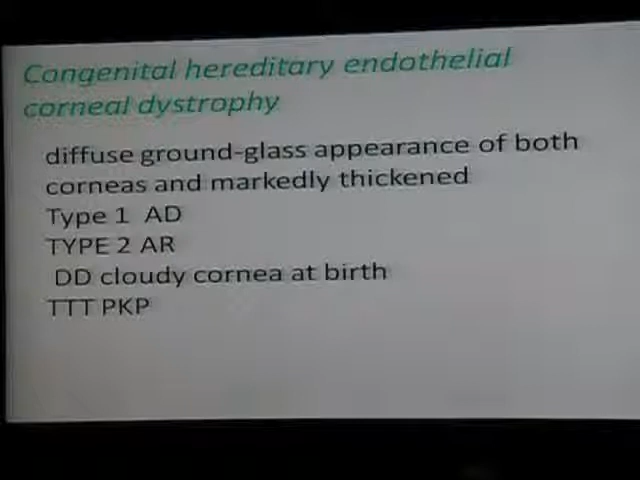 Congenital hereditary endothelial
corneal dystrophy
diffuse ground-glass appearance of both
corneas and markedly thickened
Type 1 AD
TYPE 2 AR
DD cloudy cornea at birth
TTT PKP